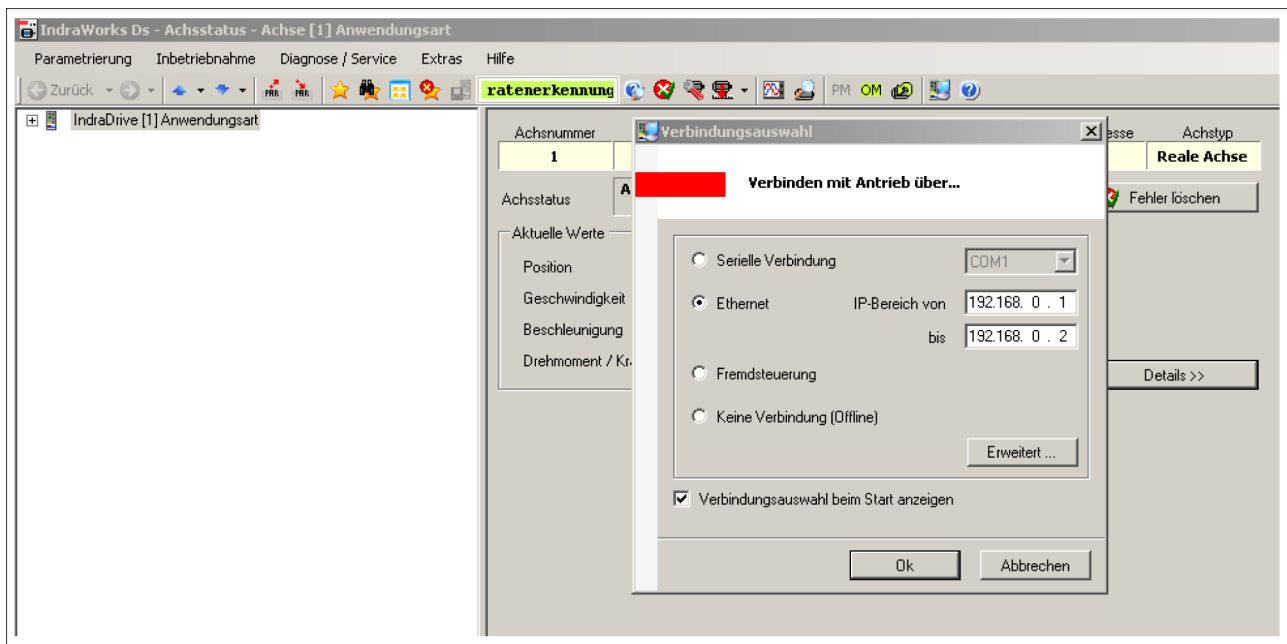 IndraWorks Ds - Achsstatus - Achse [1] Anwendungsart
Parametrierung Inbetriebnahme Diagnose / Service Extras Hilfe
Zurück PAR PAR ratenerkennung PM OM
IndraDrive [1] Anwendungsart
Achsnummer Achstyp
1 Reale Achse
Achsstatus Fehler löschen
Aktuelle Werte
Position
Geschwindigkeit
Beschleunigung
Drehmoment /
Details >>
Verbindungsauswahl
Verbinden mit Antrieb über...
Serielle Verbindung COM1
Ethernet IP-Bereich von 192.168. 0 . 1
bis 192.168. 0 . 2
Fremdsteuerung
Keine Verbindung (Offline)
Erweitert ...
Verbindungsauswahl beim Start anzeigen
Ok Abbrechen